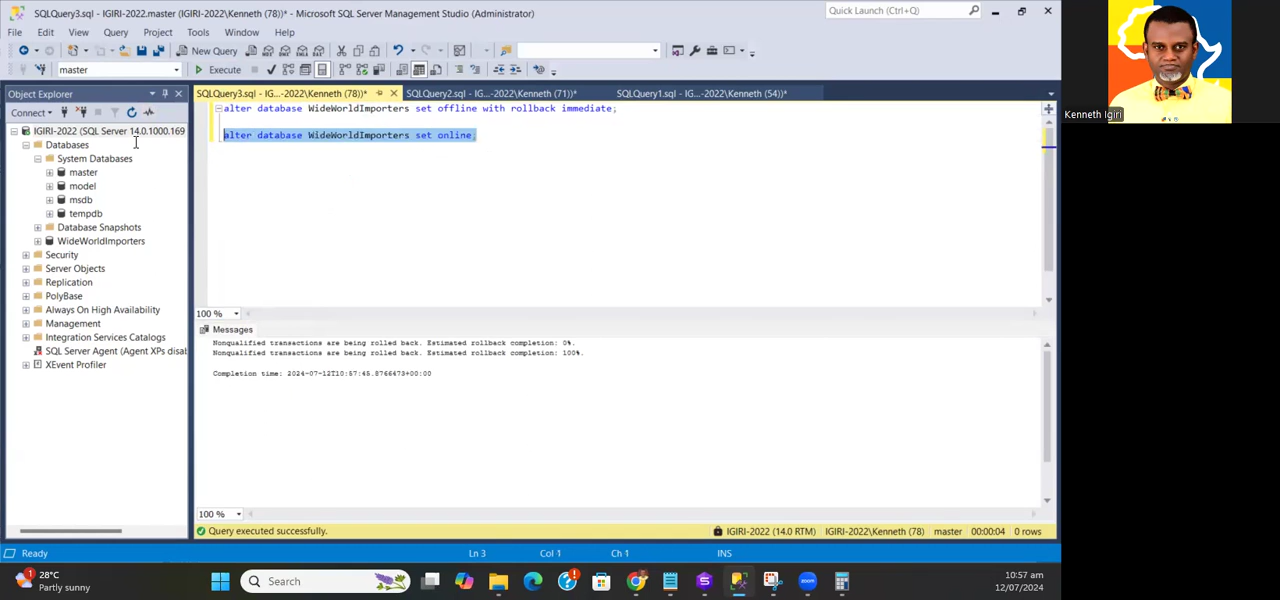 SQLQuery3.sql - IGIRI-2022.master (IGIRI-2022\Kenneth (78))* - Microsoft SQL Server Management Studio (Administrator)
Quick Launch (Ctrl+Q)
File Edit View Query Project Tools Window Help
New Query
master
Execute
Object Explorer
SQLQuery3.sql - IG...-2022\Kenneth (78))*
SQLQuery2.sql - IG...-2022\Kenneth (71))*
SQLQuery1.sql - IG...-2022\Kenneth (54))*
Connect
alter database WideWorldImporters set offline with rollback immediate;
alter database WideWorldImporters set online;
IGIRI-2022 (SQL Server 14.0.1000.169
Databases
System Databases
master
model
msdb
tempdb
Database Snapshots
WideWorldImporters
Security
Server Objects
Replication
PolyBase
Always On High Availability
Management
Integration Services Catalogs
SQL Server Agent (Agent XPs disab
XEvent Profiler
100 %
Messages
Nonqualified transactions are being rolled back. Estimated rollback completion: 0%.
Nonqualified transactions are being rolled back. Estimated rollback completion: 100%.
Completion time: 2024-07-12T10:57:45.8766473+00:00
100 %
Query executed successfully.
IGIRI-2022 (14.0 RTM) IGIRI-2022\Kenneth (78) master 00:00:04 0 rows
Ready
Ln 3 Col 1 Ch 1 INS
1
28°C
Partly sunny
Search
10:57 am
12/07/2024
Kenneth Igiri